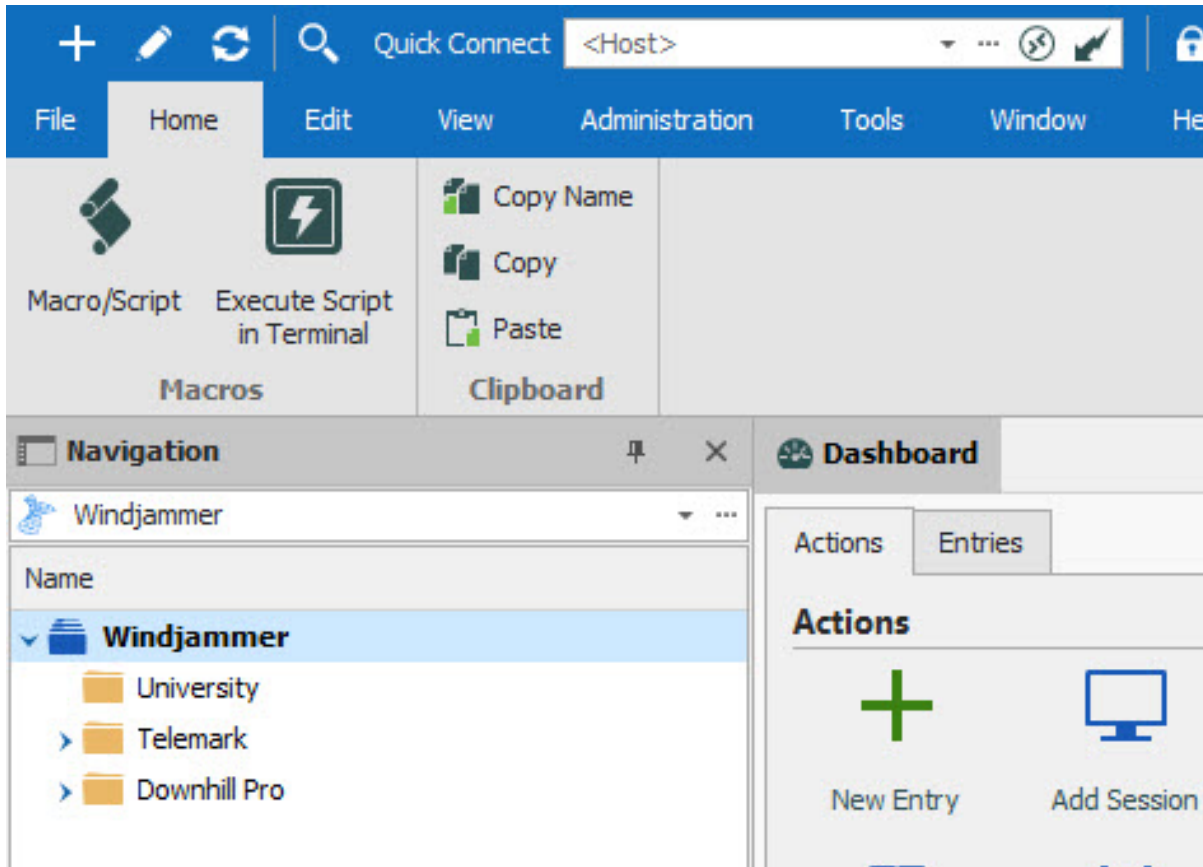 Quick Connect <Host>
File Home Edit View Administration Tools Window
Macro/Script
Execute Script
in Terminal
Macros
Copy Name
Copy
Paste
Clipboard
Navigation
Windjammer
Name
Windjammer
University
Telemark
Downhill Pro
Dashboard
Actions Entries
Actions
New Entry Add Session